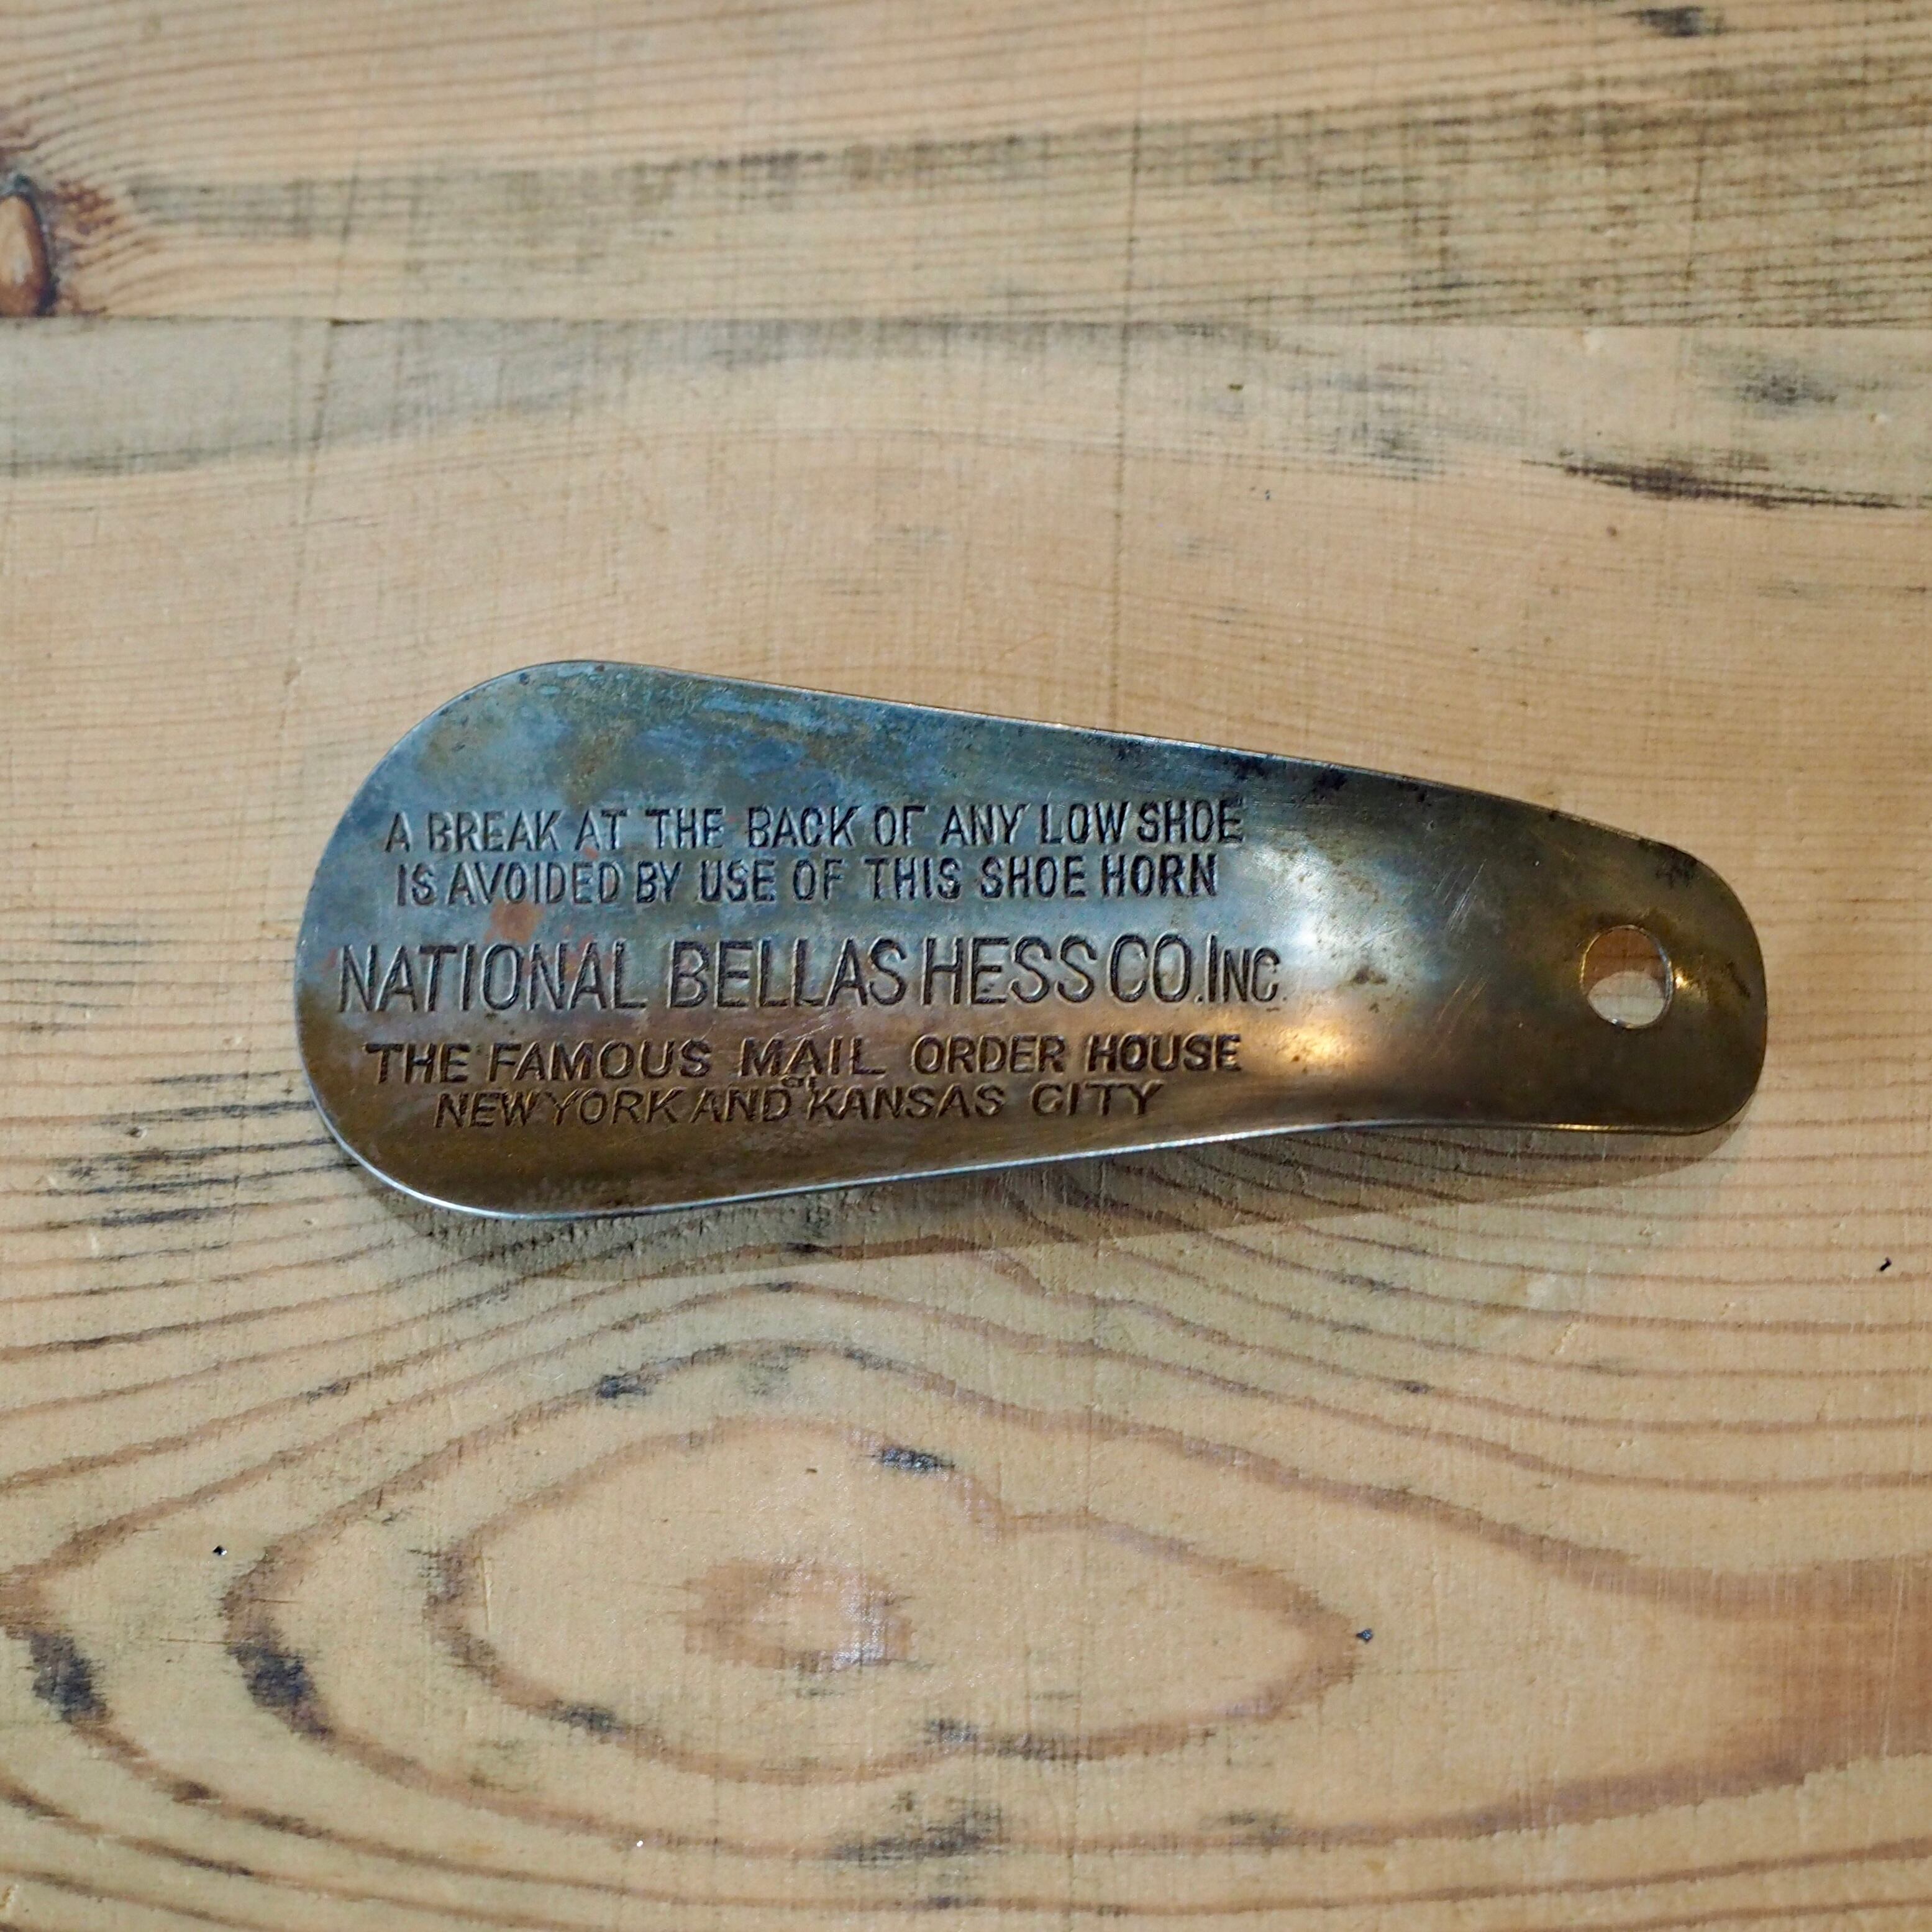 A BREAK AT THE BACK OF ANY LOW SHOE
IS AVOIDED BY USE OF THIS SHOE HORN
NATIONAL BELLAS HESS CO. INC.
THE FAMOUS MAIL ORDER HOUSE
NEW YORK AND KANSAS CITY